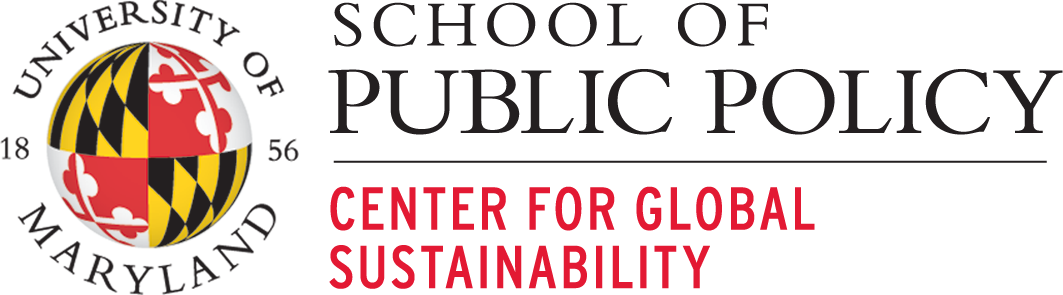 UNIVERSITY OF
18 56
MARYLAND
SCHOOL OF
PUBLIC POLICY
CENTER FOR GLOBAL
SUSTAINABILITY